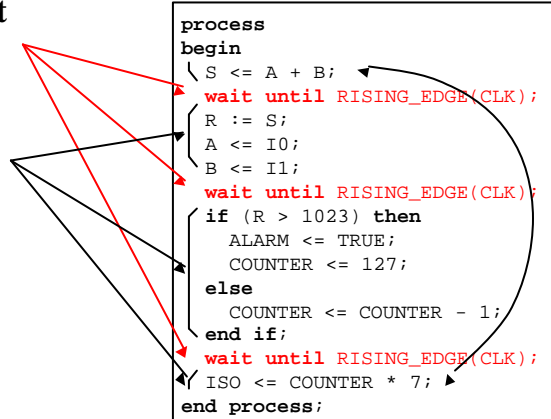 t
process
begin
S <= A + B;
wait until RISING_EDGE(CLK);
R := S;
A <= I0;
B <= I1;
wait until RISING_EDGE(CLK);
if (R > 1023) then
ALARM <= TRUE;
COUNTER <= 127;
else
COUNTER <= COUNTER - 1;
end if;
wait until RISING_EDGE(CLK);
ISO <= COUNTER * 7;
end process;